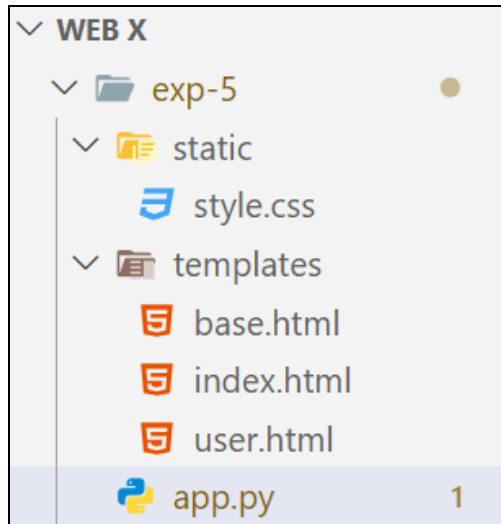 WEB X
exp-5
static
style.css
templates
base.html
index.html
user.html
app.py 1